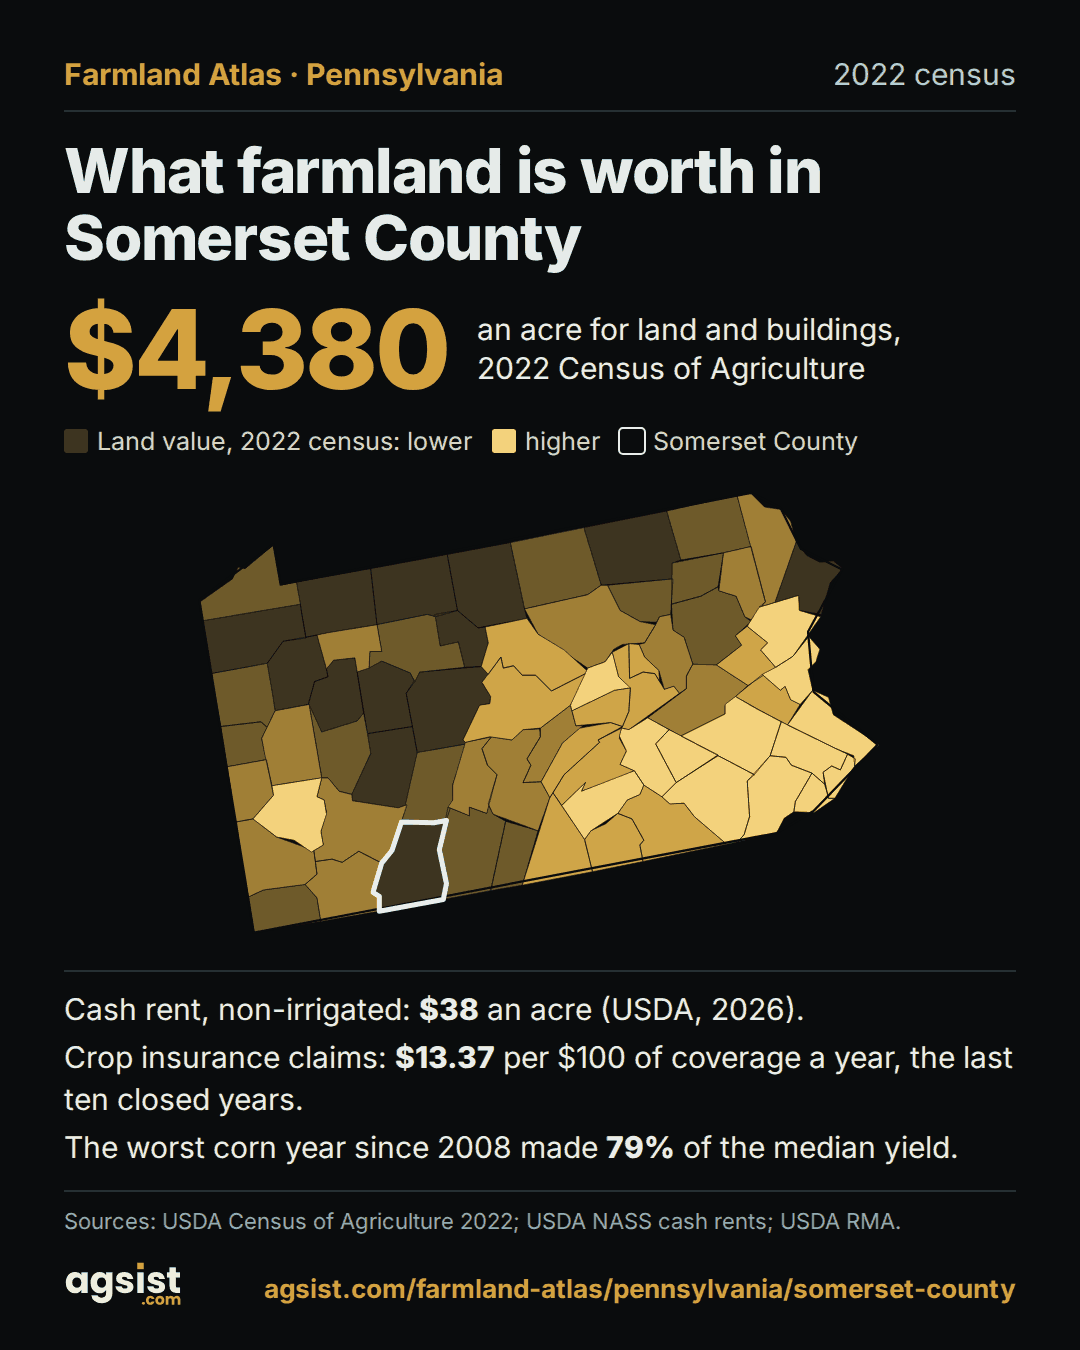 Farmland Atlas · Pennsylvania
2022 census
What farmland is worth in
Somerset County
$4,380
an acre for land and buildings,
2022 Census of Agriculture
Land value, 2022 census: lower
higher
Somerset County
Cash rent, non-irrigated: $38 an acre (USDA, 2026).
Crop insurance claims: $13.37 per $100 of coverage a year, the last
ten closed years.
The worst corn year since 2008 made 79% of the median yield.
Sources: USDA Census of Agriculture 2022; USDA NASS cash rents; USDA RMA.
agsist
.com
agsist.com/farmland-atlas/pennsylvania/somerset-county